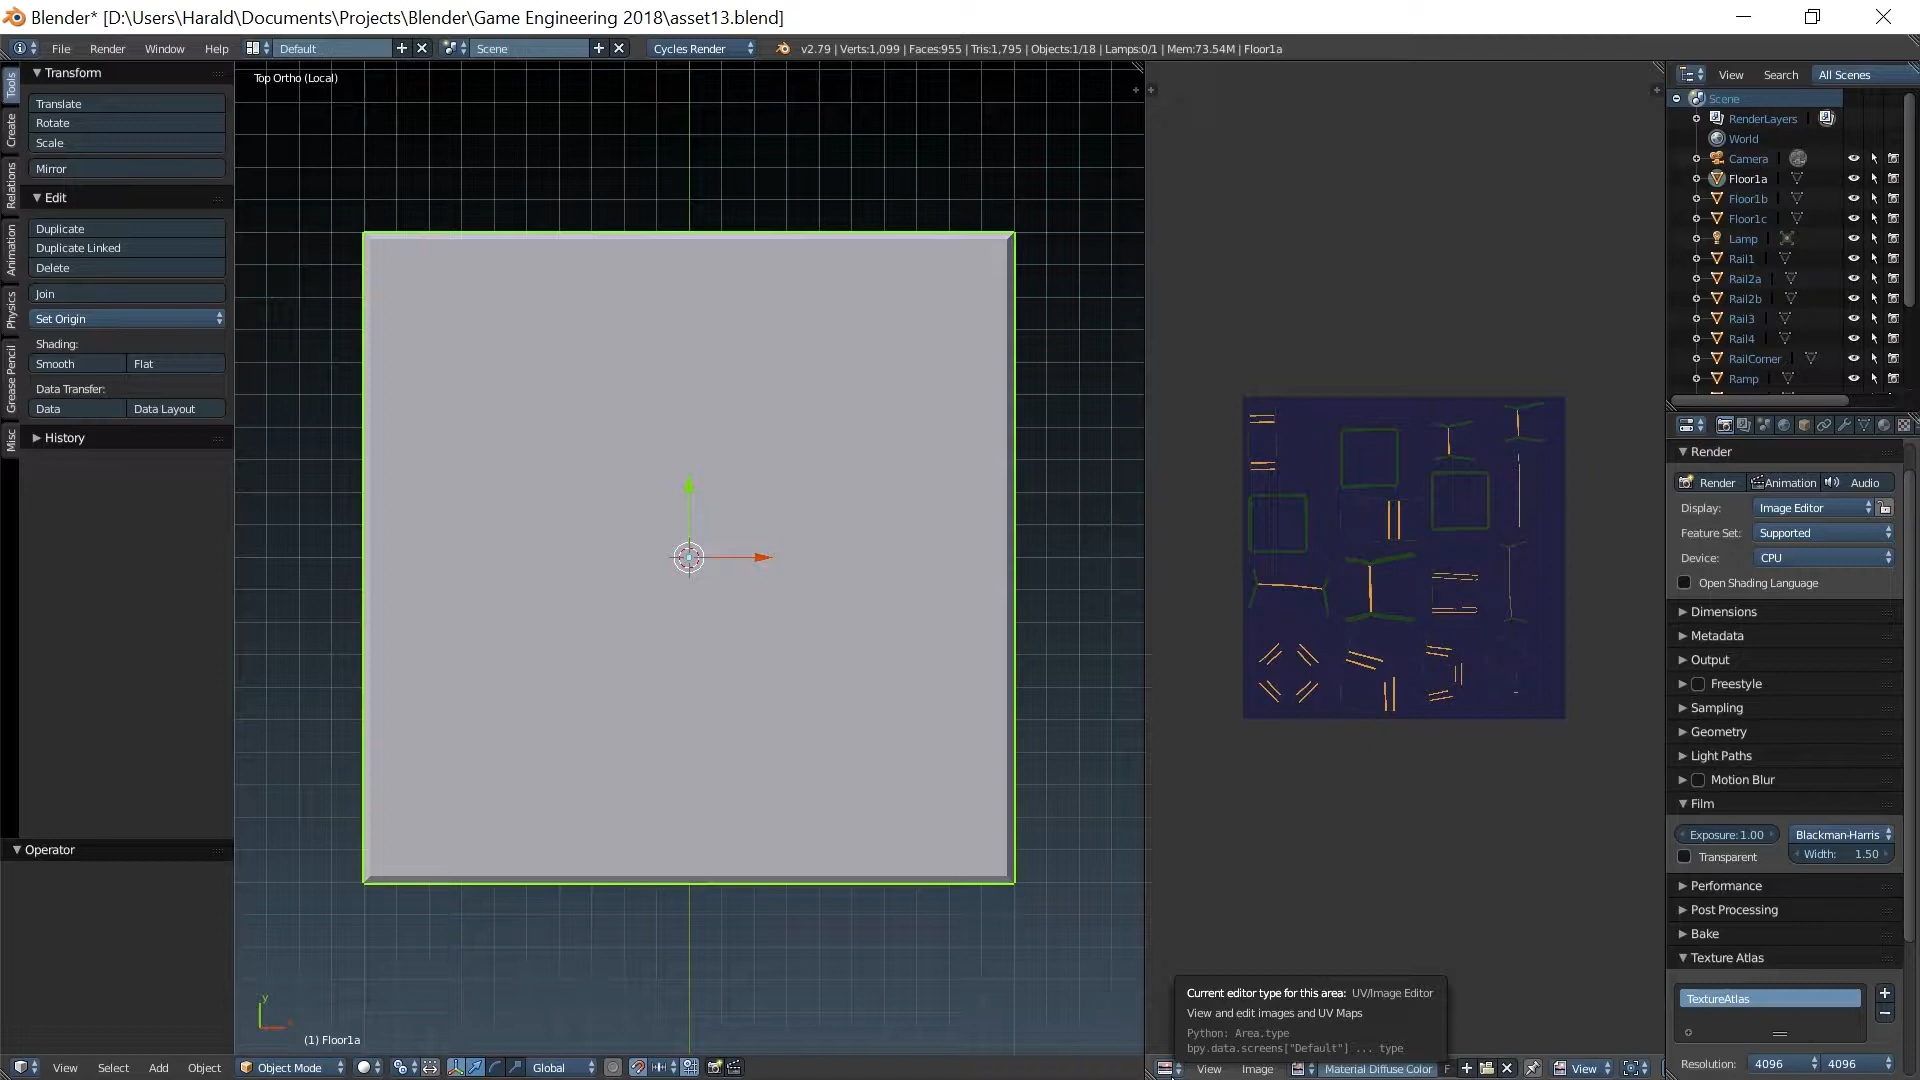 Blender* [D:\Users\Harald\Documents\Projects\Blender\Game Engineering 2018\asset13.blend]
File Render Window Help Default Scene Cycles Render v2.79 | Verts:1,099 | Faces:955 | Tris:1,795 | Objects:1/18 | Lamps:0/1 | Mem:73.54M | Floor1a
Tools
Create
Relations
Animation
Physics
Grease Pencil
Misc
Transform
Translate
Rotate
Scale
Mirror
Edit
Duplicate
Duplicate Linked
Delete
Join
Set Origin
Shading:
Smooth Flat
Data Transfer:
Data Data Layout
History
Operator
Top Ortho (Local)
y
(1) Floor1a
View Select Add Object Object Mode Global
Current editor type for this area: UV/Image Editor
View and edit images and UV Maps
Python: Area.type
bpy.data.screens["Default"] ... type
View Image Material Diffuse Color F View
View Search All Scenes
Scene
RenderLayers
World
Camera
Floor1a
Floor1b
Floor1c
Lamp
Rail1
Rail2a
Rail2b
Rail3
Rail4
RailCorner
Ramp
Render
Render Animation Audio
Display: Image Editor
Feature Set: Supported
Device: CPU
Open Shading Language
Dimensions
Metadata
Output
Freestyle
Sampling
Geometry
Light Paths
Motion Blur
Film
Exposure: 1.00 Blackman-Harris
Transparent Width: 1.50
Performance
Post Processing
Bake
Texture Atlas
TextureAtlas
Resolution: 4096 4096